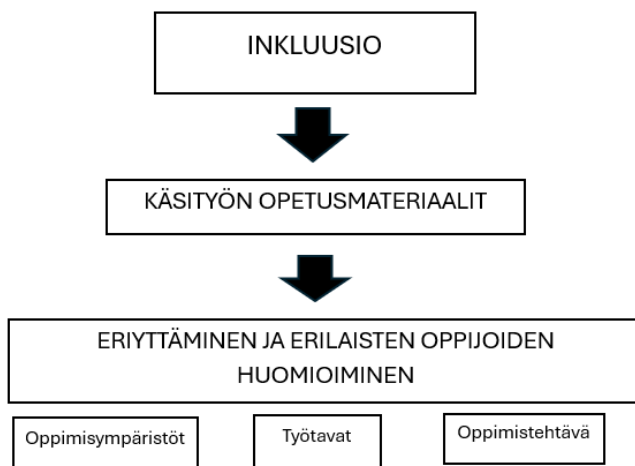 INKLUUSIO
KÄSITYÖN OPETUSMATERIAALIT
ERIYTTÄMINEN JA ERILAISTEN OPPIJOIDEN
HUOMIOIMINEN
Oppimisympäristöt
Työtavat
Oppimistehtävä